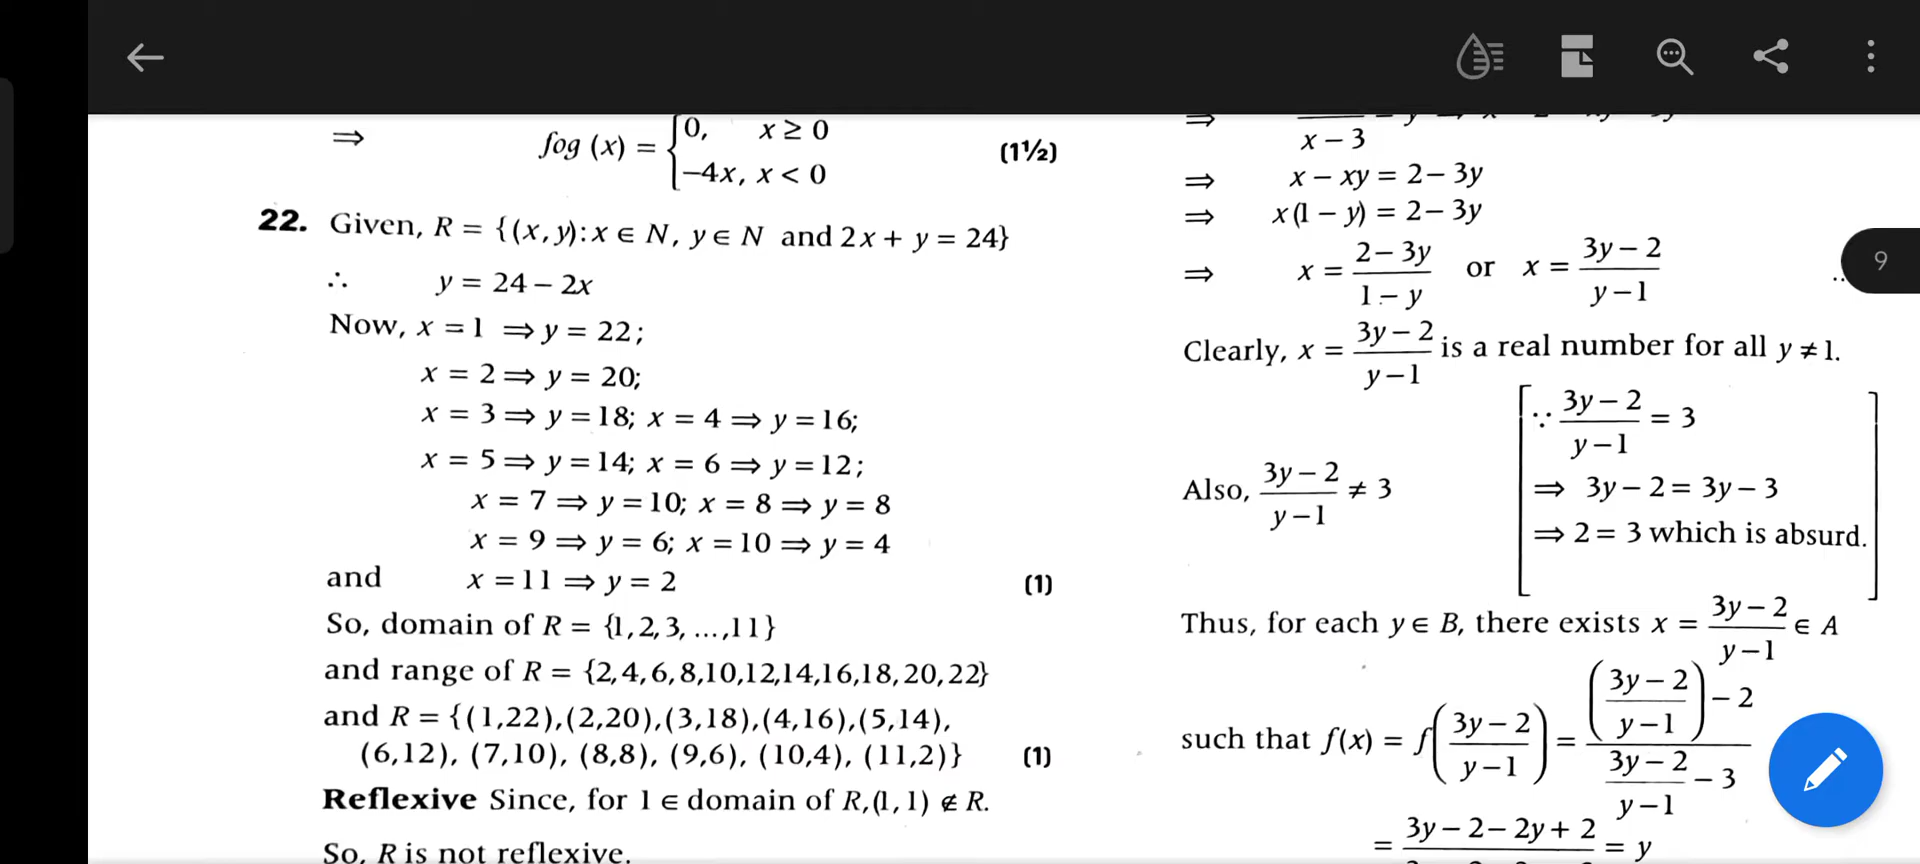 ⇒ fog (x) = {0, x ≥ 0
−4x, x < 0 (1½)
22. Given, R = {(x, y): x ∈ N, y ∈ N and 2x + y = 24}
∴ y = 24 − 2x
Now, x = 1 ⇒ y = 22;
x = 2 ⇒ y = 20;
x = 3 ⇒ y = 18; x = 4 ⇒ y = 16;
x = 5 ⇒ y = 14; x = 6 ⇒ y = 12;
x = 7 ⇒ y = 10; x = 8 ⇒ y = 8
x = 9 ⇒ y = 6; x = 10 ⇒ y = 4
and x = 11 ⇒ y = 2 (1)
So, domain of R = {1, 2, 3, ..., 11}
and range of R = {2, 4, 6, 8, 10, 12, 14, 16, 18, 20, 22}
and R = {(1,22), (2,20), (3,18), (4,16), (5,14),
(6,12), (7,10), (8,8), (9,6), (10,4), (11,2)} (1)
Reflexive Since, for 1 ∈ domain of R, (1, 1) ∉ R.
So, R is not reflexive.
⇒ x − 3
⇒ x − xy = 2 − 3y
⇒ x(1 − y) = 2 − 3y
⇒ x = (2 − 3y)/(1 − y) or x = (3y − 2)/(y − 1) ..
Clearly, x = (3y − 2)/(y − 1) is a real number for all y ≠ 1.
Also, (3y − 2)/(y − 1) ≠ 3
[∵ (3y − 2)/(y − 1) = 3
⇒ 3y − 2 = 3y − 3
⇒ 2 = 3 which is absurd.]
Thus, for each y ∈ B, there exists x = (3y − 2)/(y − 1) ∈ A
such that f(x) = f((3y − 2)/(y − 1)) = (((3y − 2)/(y − 1)) − 2)/((3y − 2)/(y − 1) − 3)
= 3y − 2 − 2y + 2 = y
9